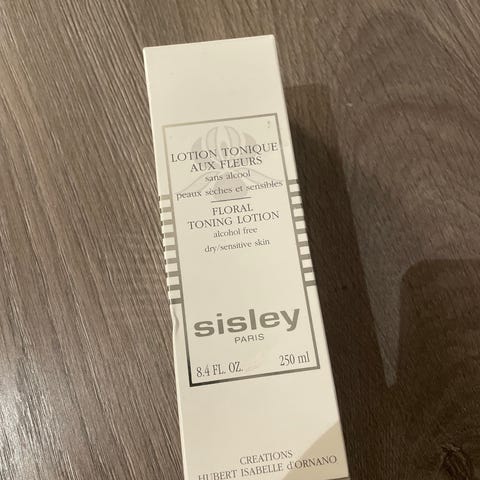 LOTION TONIQUE
AUX FLEURS
sans alcool
peaux sèches et sensibles
FLORAL
TONING LOTION
alcohol free
dry/sensitive skin
sisley
PARIS
8.4 FL. OZ. 250 ml
CREATIONS
HUBERT ISABELLE d'ORNANO